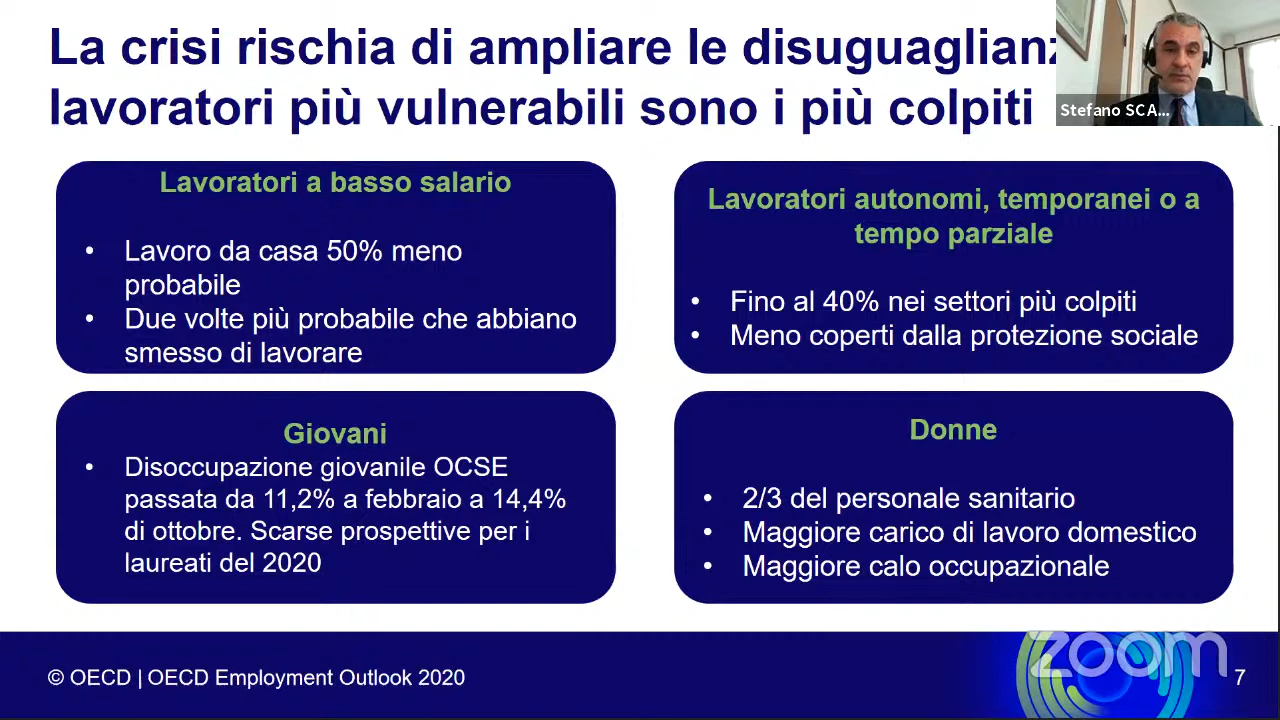 La crisi rischia di ampliare le disuguaglianz
lavoratori più vulnerabili sono i più colpiti
Stefano SCA...
Lavoratori a basso salario
• Lavoro da casa 50% meno
probabile
• Due volte più probabile che abbiano
smesso di lavorare
Lavoratori autonomi, temporanei o a
tempo parziale
• Fino al 40% nei settori più colpiti
• Meno coperti dalla protezione sociale
Giovani
• Disoccupazione giovanile OCSE
passata da 11,2% a febbraio a 14,4%
di ottobre. Scarse prospettive per i
laureati del 2020
Donne
• 2/3 del personale sanitario
• Maggiore carico di lavoro domestico
• Maggiore calo occupazionale
© OECD | OECD Employment Outlook 2020
zoom
7